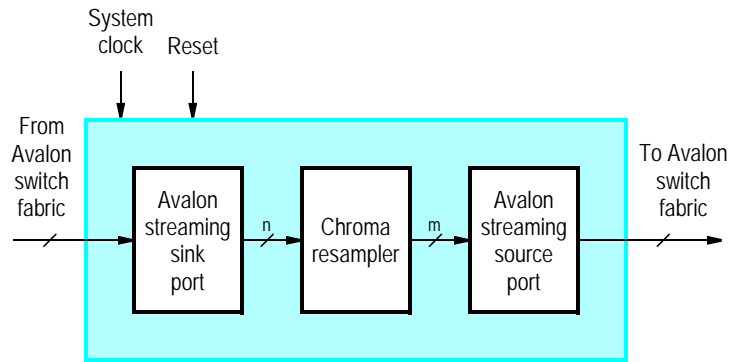 System
clock
Reset
From
Avalon
switch
fabric
Avalon
streaming
sink
port
n
Chroma
resampler
m
Avalon
streaming
source
port
To Avalon
switch
fabric